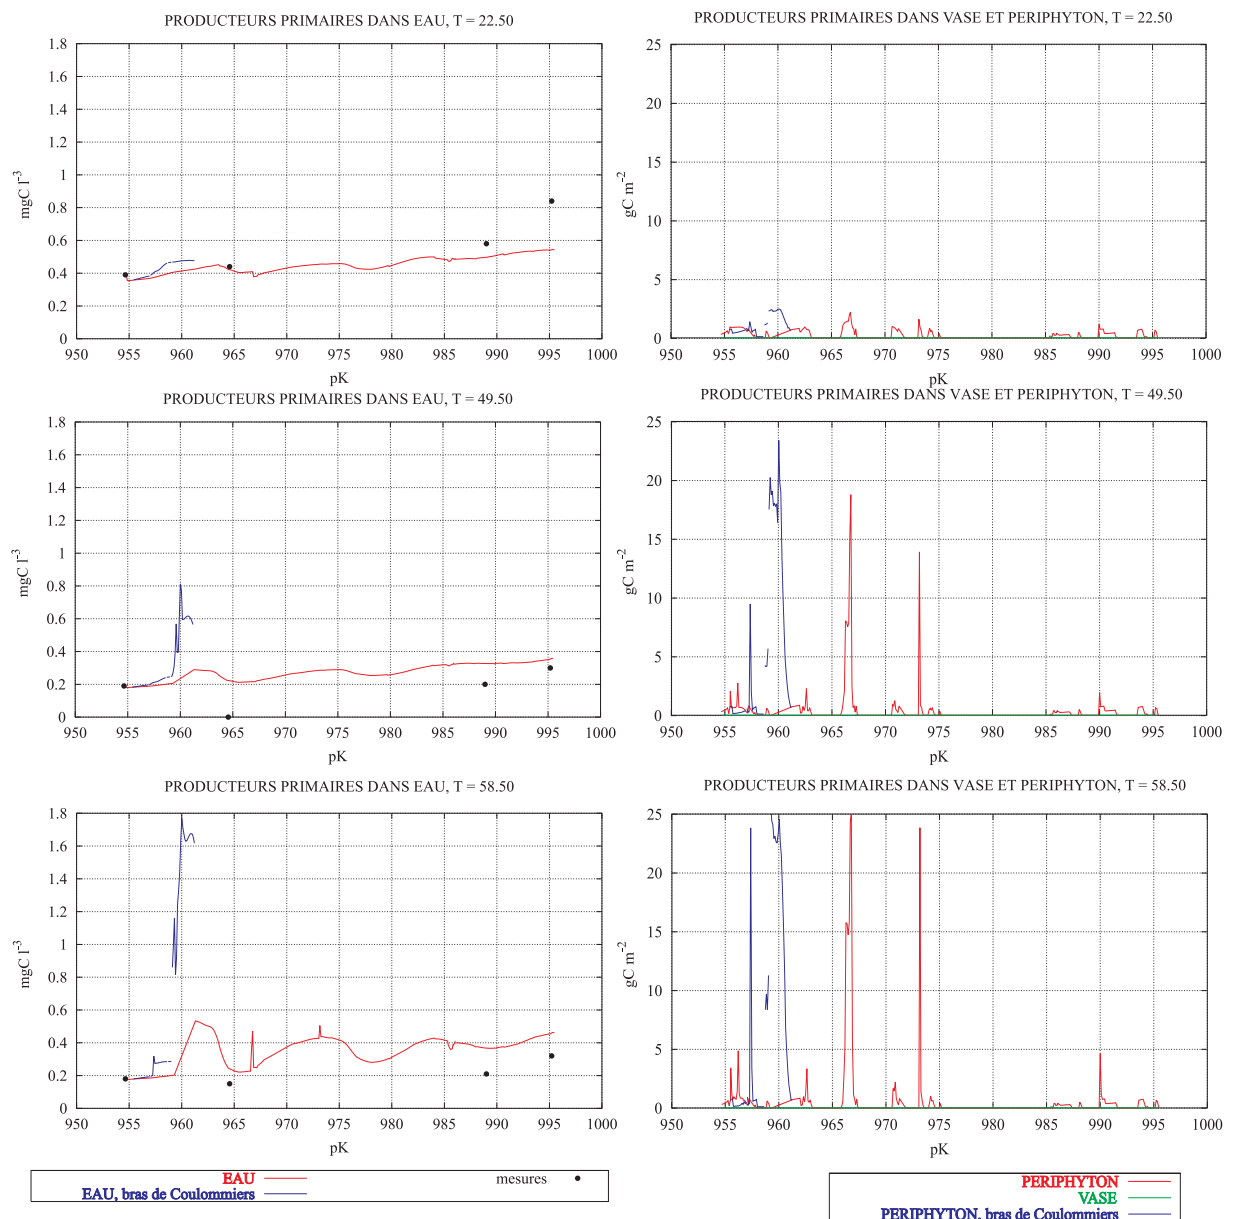 PRODUCTEURS PRIMAIRES DANS EAU, T = 22.50
1.8
1.6
1.4
1.2
1
0.8
0.6
0.4
0.2
0
mgC l-3
950 955 960 965 970 975 980 985 990 995 1000
pK
PRODUCTEURS PRIMAIRES DANS VASE ET PERIPHYTON, T = 22.50
25
20
15
10
5
0
gC m-2
950 955 960 965 970 975 980 985 990 995 1000
pK
PRODUCTEURS PRIMAIRES DANS EAU, T = 49.50
1.8
1.6
1.4
1.2
1
0.8
0.6
0.4
0.2
0
mgC l-3
950 955 960 965 970 975 980 985 990 995 1000
pK
PRODUCTEURS PRIMAIRES DANS VASE ET PERIPHYTON, T = 49.50
25
20
15
10
5
0
gC m-2
950 955 960 965 970 975 980 985 990 995 1000
pK
PRODUCTEURS PRIMAIRES DANS EAU, T = 58.50
1.8
1.6
1.4
1.2
1
0.8
0.6
0.4
0.2
0
mgC l-3
950 955 960 965 970 975 980 985 990 995 1000
pK
PRODUCTEURS PRIMAIRES DANS VASE ET PERIPHYTON, T = 58.50
25
20
15
10
5
0
gC m-2
950 955 960 965 970 975 980 985 990 995 1000
pK
EAU
EAU, bras de Coulommiers
mesures
PERIPHYTON
VASE
PERIPHYTON, bras de Coulommiers